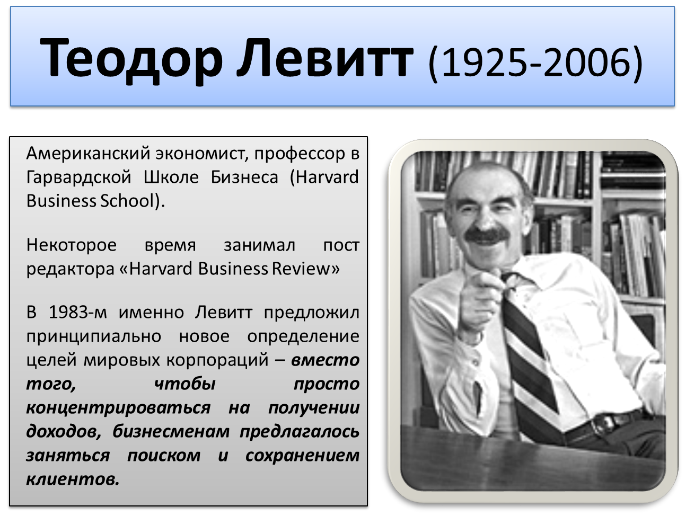 Теодор Левитт (1925-2006)
Американский экономист, профессор в
Гарвардской Школе Бизнеса (Harvard
Business School).
Некоторое время занимал пост
редактора «Harvard Business Review»
В 1983-м именно Левитт предложил
принципиально новое определение
целей мировых корпораций – вместо
того, чтобы просто
концентрироваться на получении
доходов, бизнесменам предлагалось
заняться поиском и сохранением
клиентов.